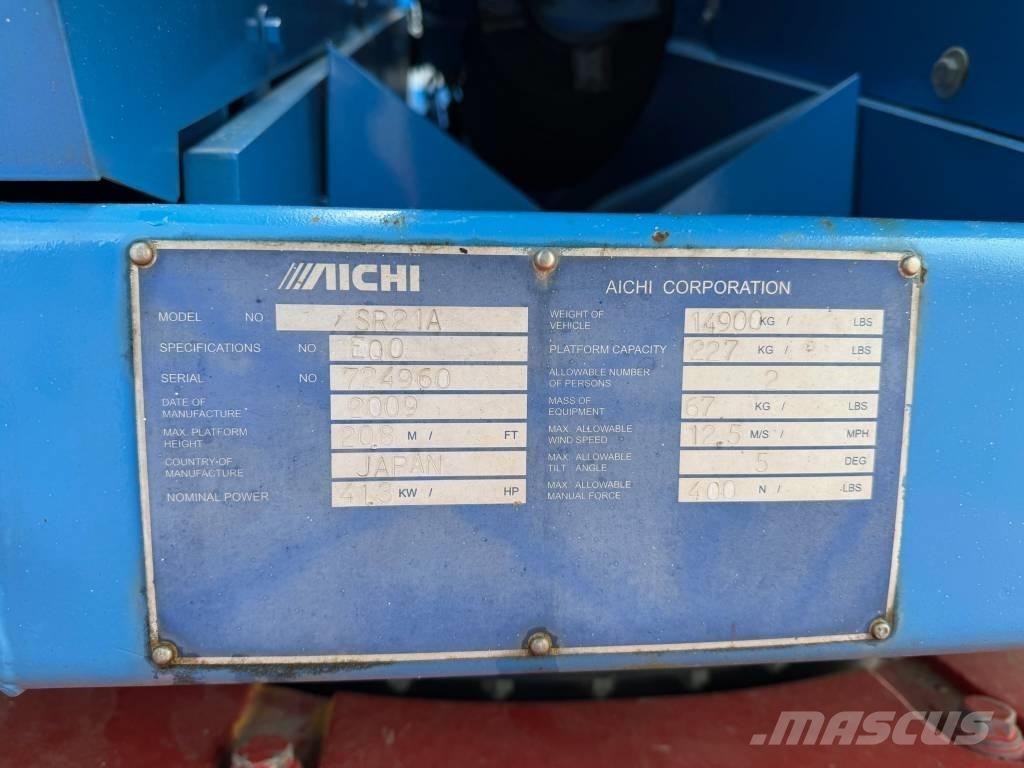 AICHI
MODEL NO SR21A
SPECIFICATIONS NO E00
SERIAL NO 724960
DATE OF
MANUFACTURE 2009
MAX. PLATFORM
HEIGHT 20.8 M / FT
COUNTRY OF
MANUFACTURE JAPAN
NOMINAL POWER 41.3 KW / HP
AICHI CORPORATION
WEIGHT OF
VEHICLE 14900 KG / LBS
PLATFORM CAPACITY 227 KG / LBS
ALLOWABLE NUMBER
OF PERSONS 2
MASS OF
EQUIPMENT 67 KG / LBS
MAX. ALLOWABLE
WIND SPEED 12.5 M/S / MPH
MAX. ALLOWABLE
TILT ANGLE 5 DEG
MAX. ALLOWABLE
MANUAL FORCE 400 N / LBS
MASCUS